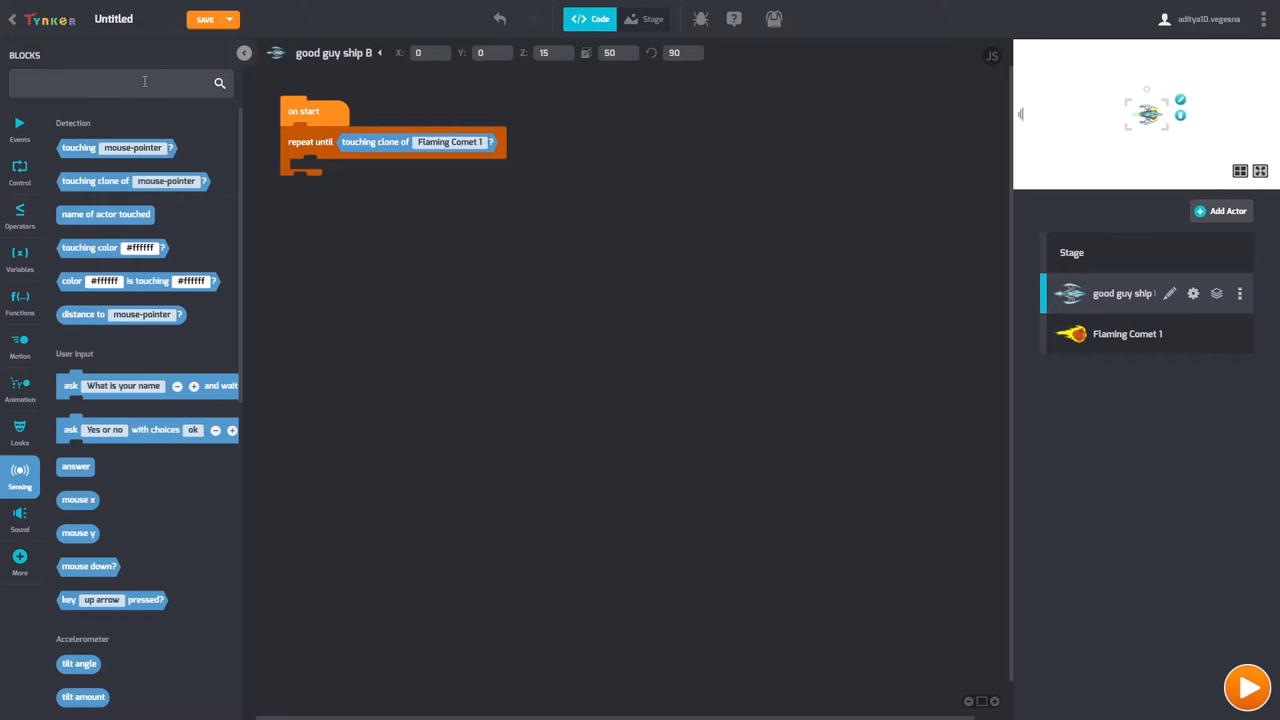 TYNKER Untitled SAVE </> Code Stage aditya10.vegesna
BLOCKS good guy ship B X: 0 Y: 0 Z: 15 50 90 JS
Events
Control
Operators
Variables
Functions
Motion
Animation
Looks
Sensing
Sound
More
Detection
touching mouse-pointer ?
touching clone of mouse-pointer ?
name of actor touched
touching color #ffffff ?
color #ffffff is touching #ffffff ?
distance to mouse-pointer ?
User Input
ask What is your name and wait
ask Yes or no with choices ok
answer
mouse x
mouse y
mouse down?
key up arrow pressed?
Accelerometer
tilt angle
tilt amount
on start
repeat until touching clone of Flaming Comet 1 ?
Add Actor
Stage
good guy ship
Flaming Comet 1